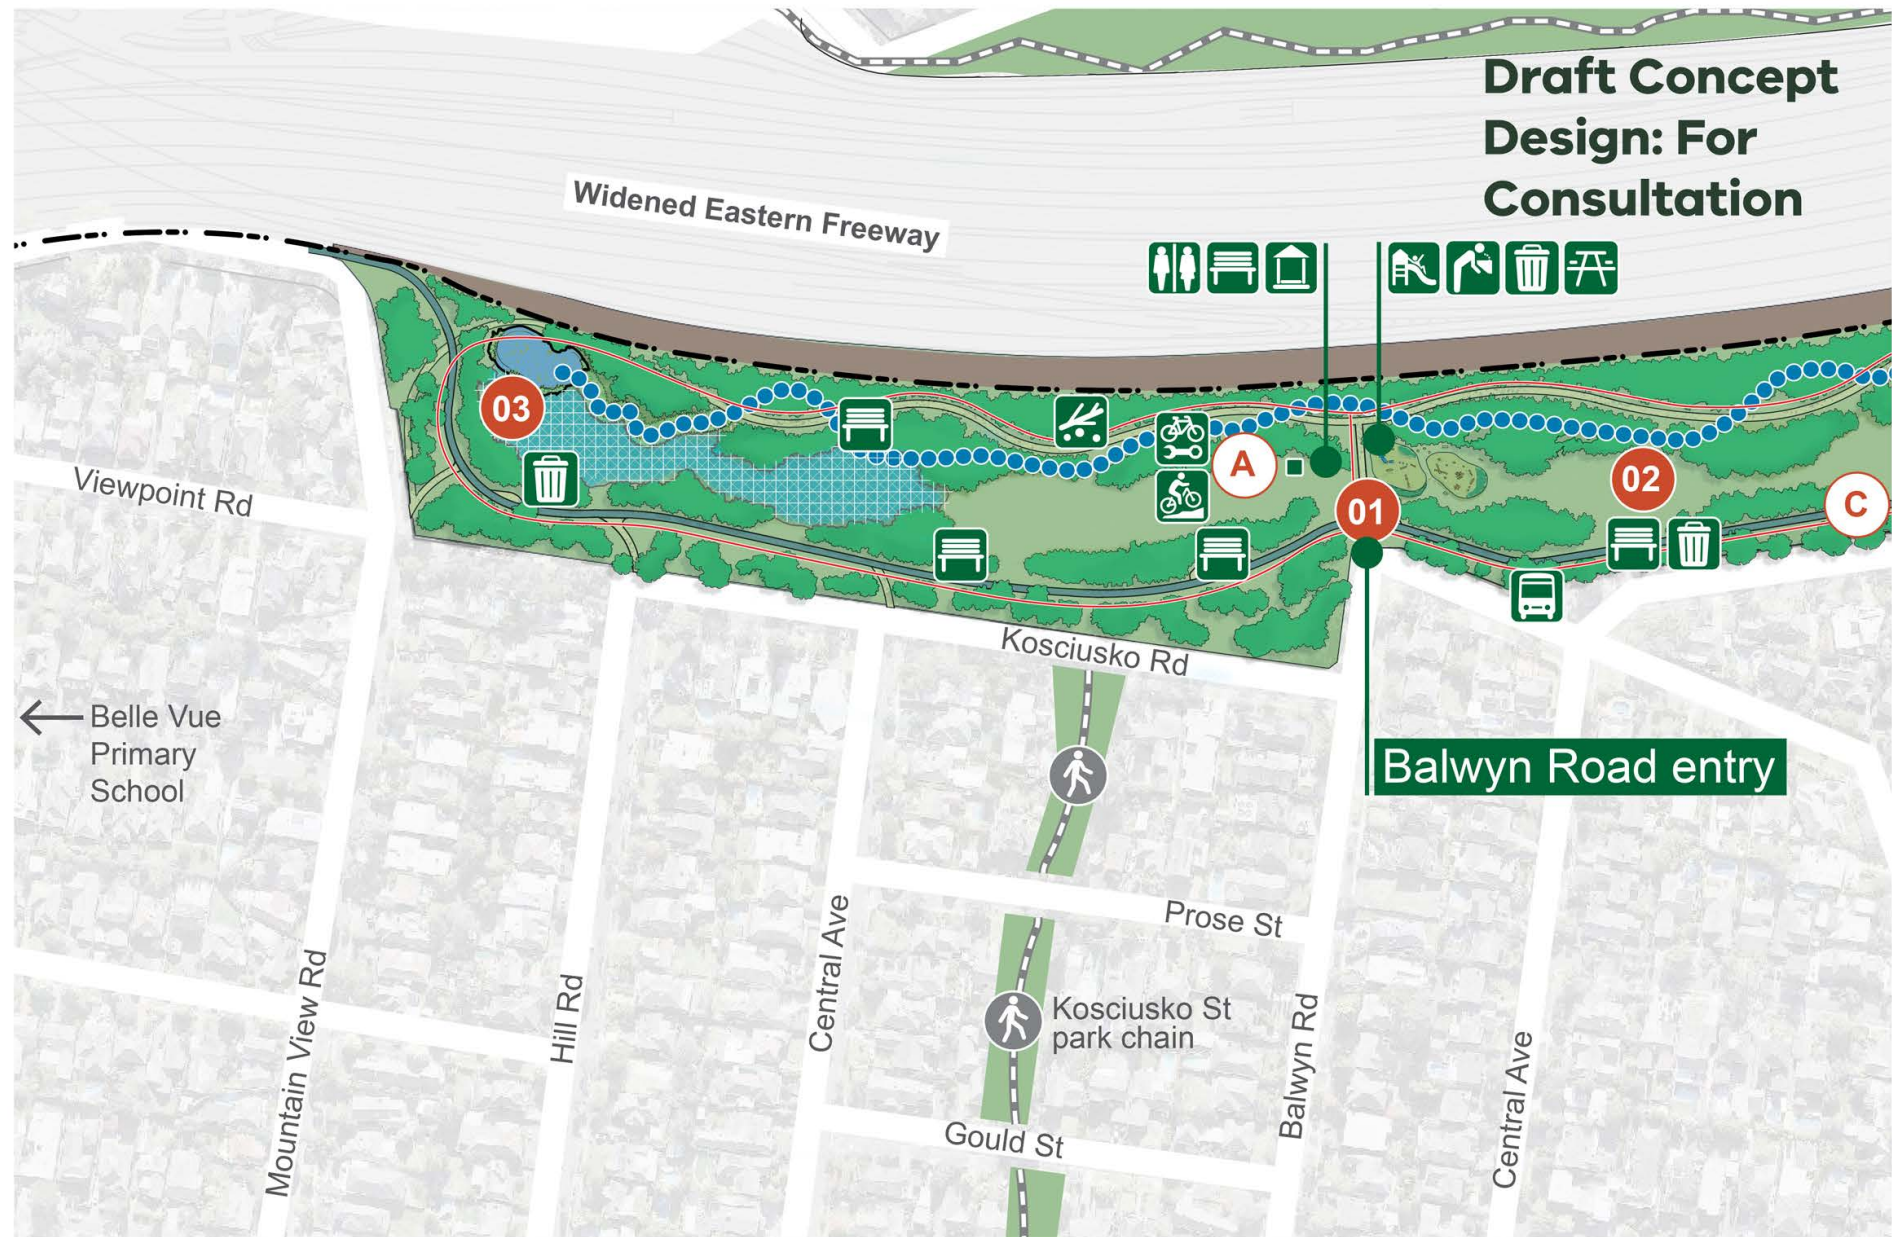 Draft Concept
Design: For
Consultation
Widened Eastern Freeway
03
A
02
C
01
Viewpoint Rd
Kosciusko Rd
Belle Vue
Primary
School
Balwyn Road entry
Prose St
Mountain View Rd
Hill Rd
Central Ave
Kosciusko St
park chain
Balwyn Rd
Central Ave
Gould St